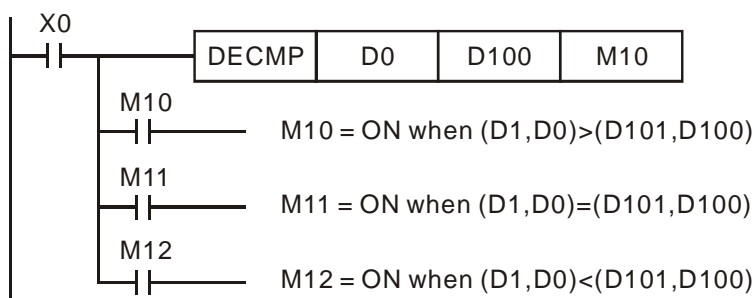 X0
DECMP D0 D100 M10
M10
M10 = ON when (D1,D0)>(D101,D100)
M11
M11 = ON when (D1,D0)=(D101,D100)
M12
M12 = ON when (D1,D0)<(D101,D100)